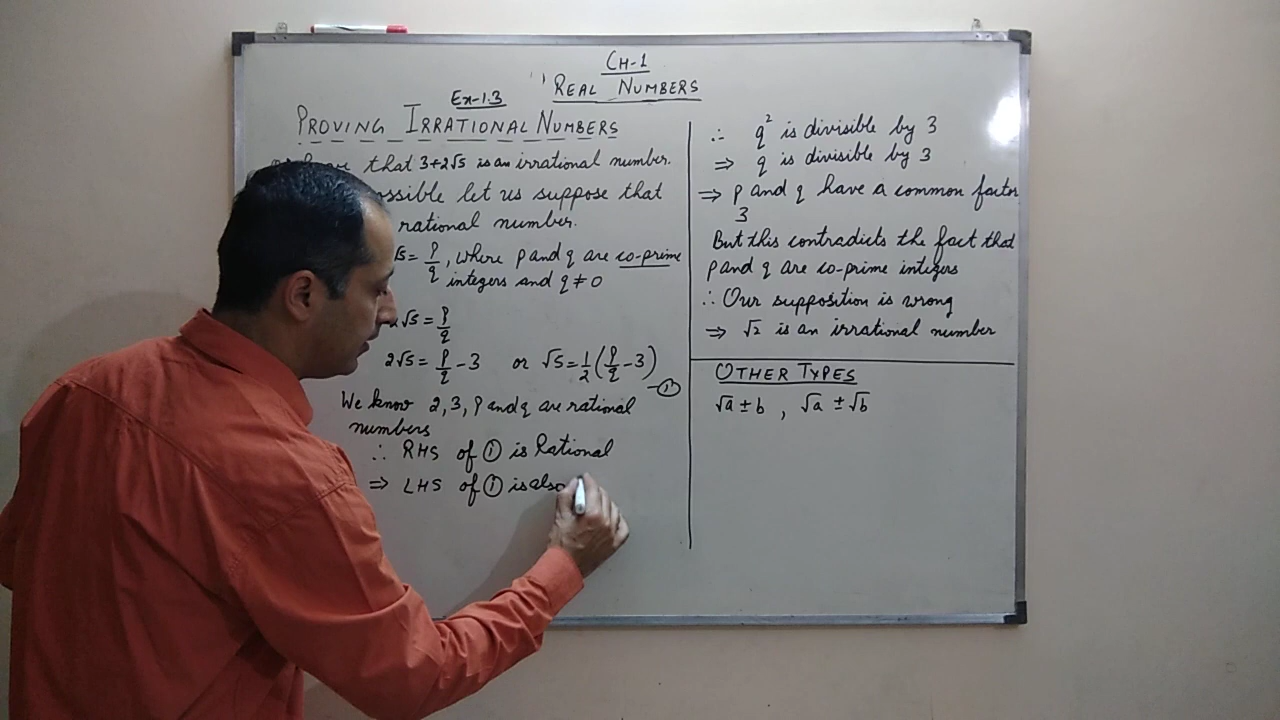 CH-1
REAL NUMBERS
Ex-1.3
PROVING IRRATIONAL NUMBERS
that 3+2√5 is an irrational number.
let us suppose that
rational number.
= p/q, where p and q are co-prime
integers and q ≠ 0
2√5 = p/q
2√5 = p/q - 3 or √5 = 1/2 (p/q - 3) -①
We know 2, 3, p and q are rational
numbers
∴ RHS of ① is Rational
⇒ LHS of ① is also
∴ q² is divisible by 3
⇒ q is divisible by 3
⇒ p and q have a common factor
3
But this contradicts the fact that
p and q are co-prime integers
∴ Our supposition is wrong
⇒ √2 is an irrational number
OTHER TYPES
√a ± b , √a ± √b